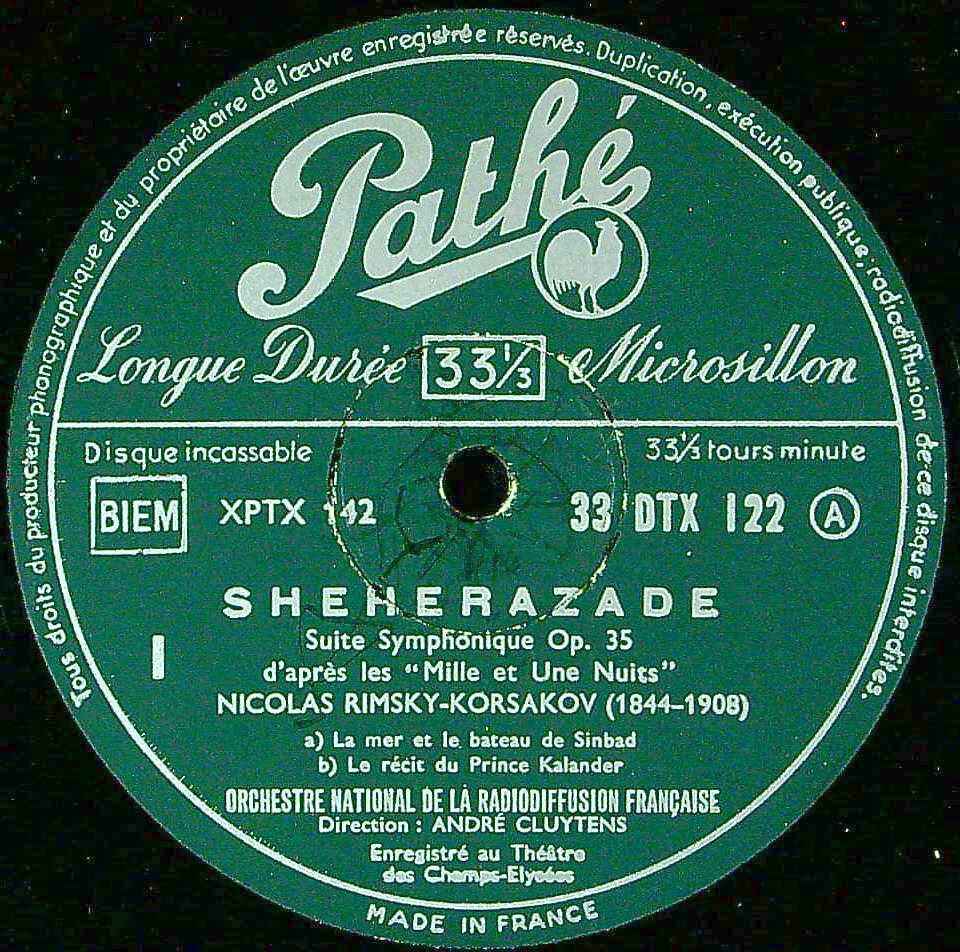 Tous droits du producteur phonographique et du propriétaire de l'œuvre enregistrée réservés. Duplication, exécution publique, radiodiffusion de ce disque interdites.
Pathé
Longue Durée 33 1/3 Microsillon
Disque incassable 33 1/3 tours minute
BIEM XPTX 142 33 DTX 122 A
SHEHERAZADE
I Suite Symphonique Op. 35
d'après les "Mille et Une Nuits"
NICOLAS RIMSKY-KORSAKOV (1844-1908)
a) La mer et le bateau de Sinbad
b) Le récit du Prince Kalander
ORCHESTRE NATIONAL DE LA RADIODIFFUSION FRANÇAISE
Direction : ANDRÉ CLUYTENS
Enregistré au Théâtre
des Champs-Elysées
MADE IN FRANCE